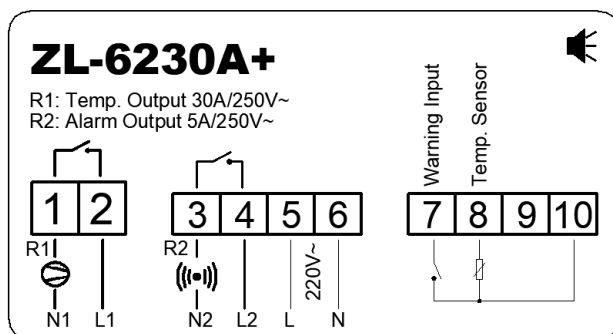 ZL-6230A+
R1: Temp. Output 30A/250V~
R2: Alarm Output 5A/250V~
Warning Input
Temp. Sensor
1 2 3 4 5 6 7 8 9 10
R1 R2 220V~
N1 L1 N2 L2 L N